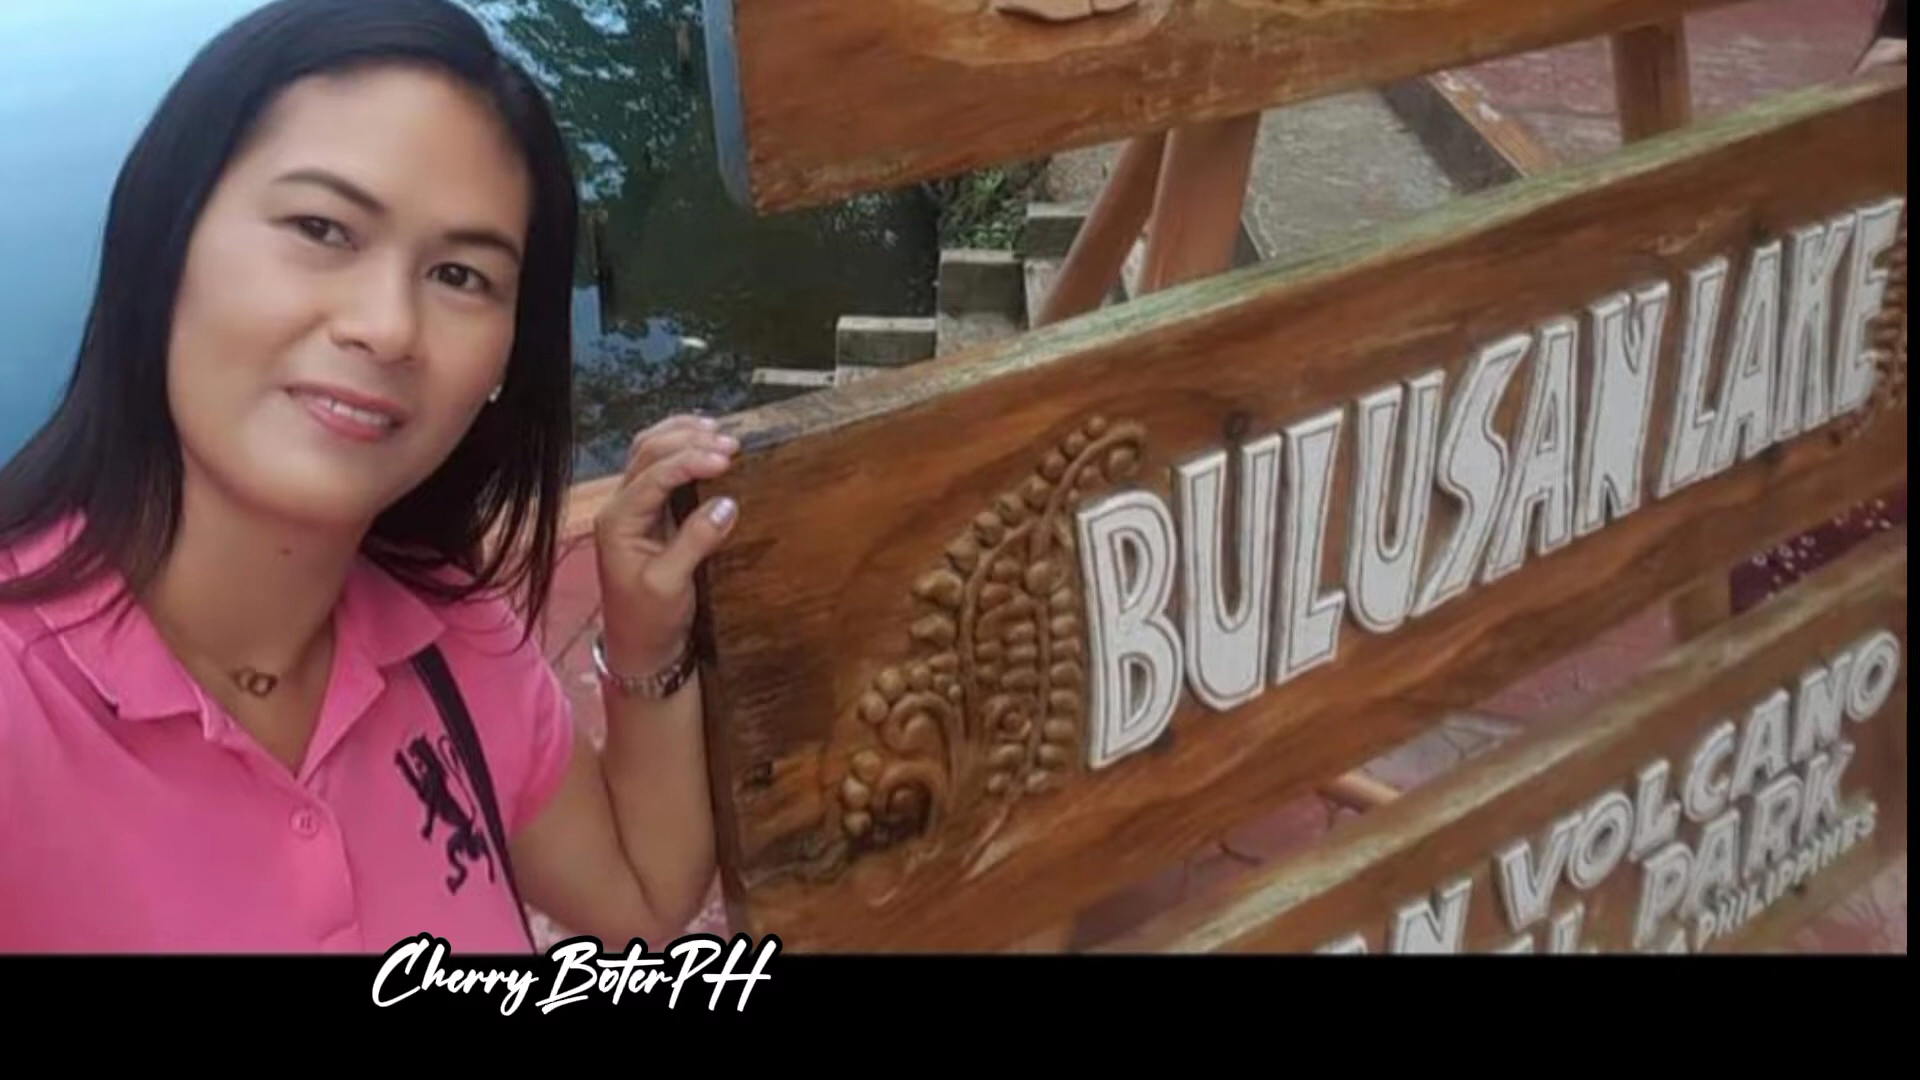 BULUSAN LAKE
VOLCANO
PARK
PHILIPPINES
Cherry BoterPH